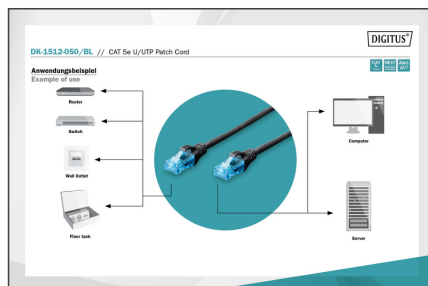 DIGITUS®
DK-1512-050/BL // CAT 5e U/UTP Patch Cord
Anwendungsbeispiel
Example of use
Router
Switch
Wall Outlet
Floor tank
Computer
Server